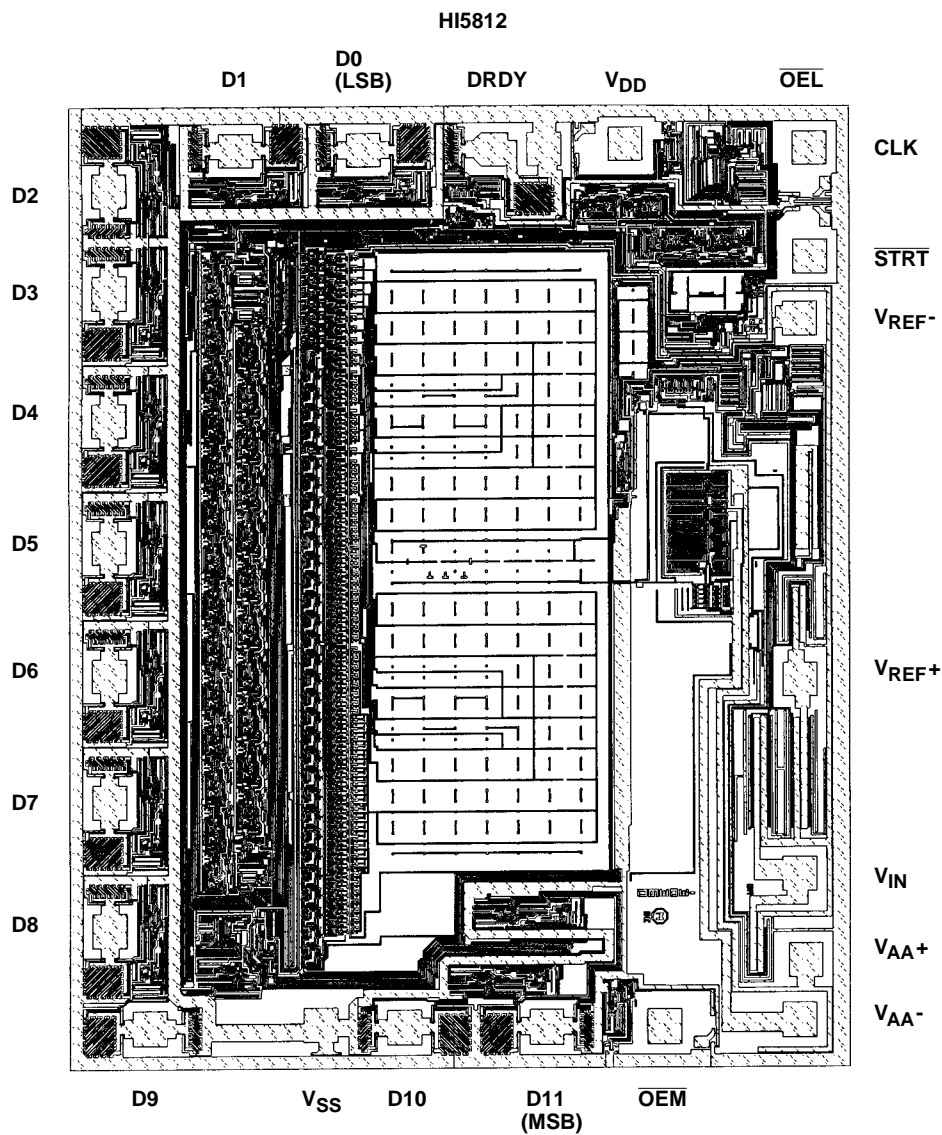 HI5812
D1
D0
(LSB)
DRDY
VDD
OEL
CLK
D2
STRT
D3
VREF-
D4
D5
D6
VREF+
D7
VIN
D8
VAA+
VAA-
D9
VSS
D10
D11
(MSB)
OEM